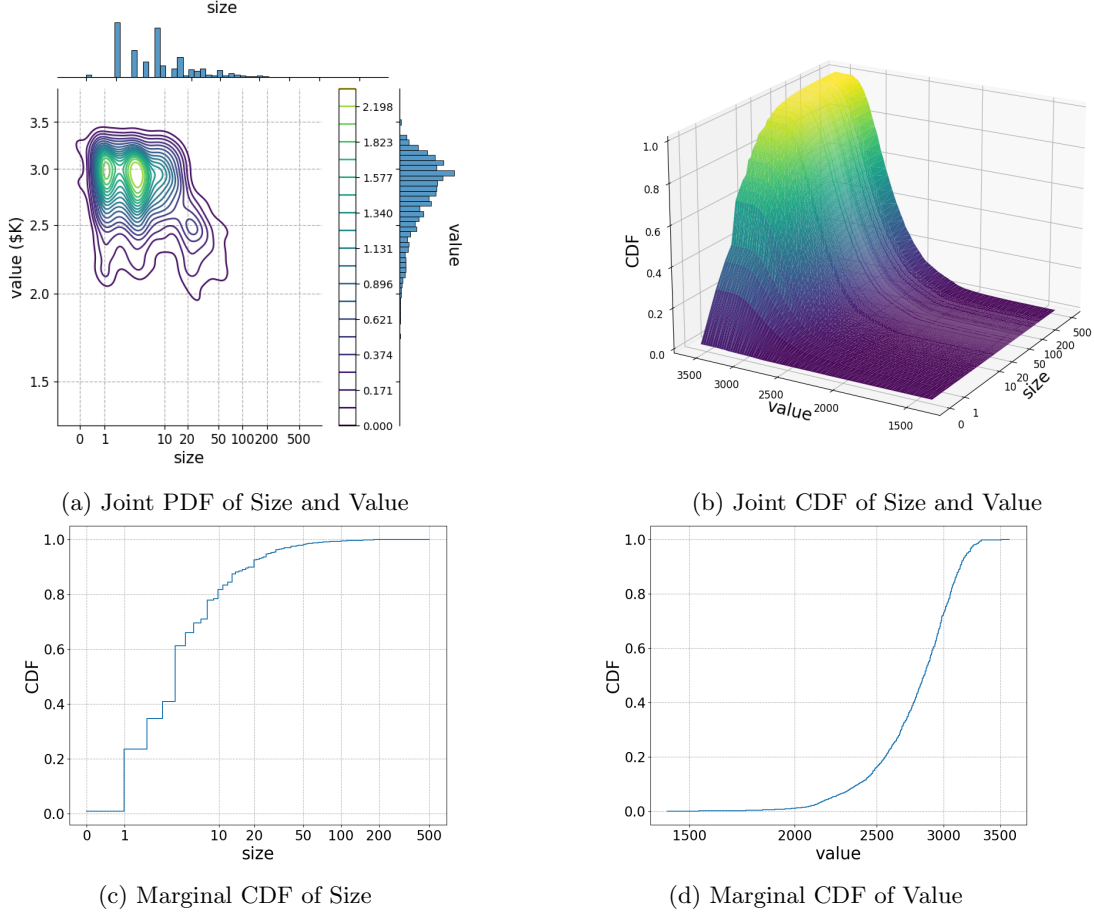 size
3.5
3.0
2.5
2.0
1.5
value ($K)
0 1 10 20 50 100 200 500
size
2.198
1.823
1.577
1.340
1.131
0.896
0.621
0.374
0.171
0.000
value
(a) Joint PDF of Size and Value
1.0
0.8
0.6
0.4
0.2
0.0
CDF
3500
3000
2500
2000
1500
value
0
1
10
20
50
100
200
500
size
(b) Joint CDF of Size and Value
1.0
0.8
0.6
0.4
0.2
0.0
CDF
0 1 10 20 50 100 200 500
size
(c) Marginal CDF of Size
1.0
0.8
0.6
0.4
0.2
0.0
CDF
1500 2000 2500 3000 3500
value
(d) Marginal CDF of Value